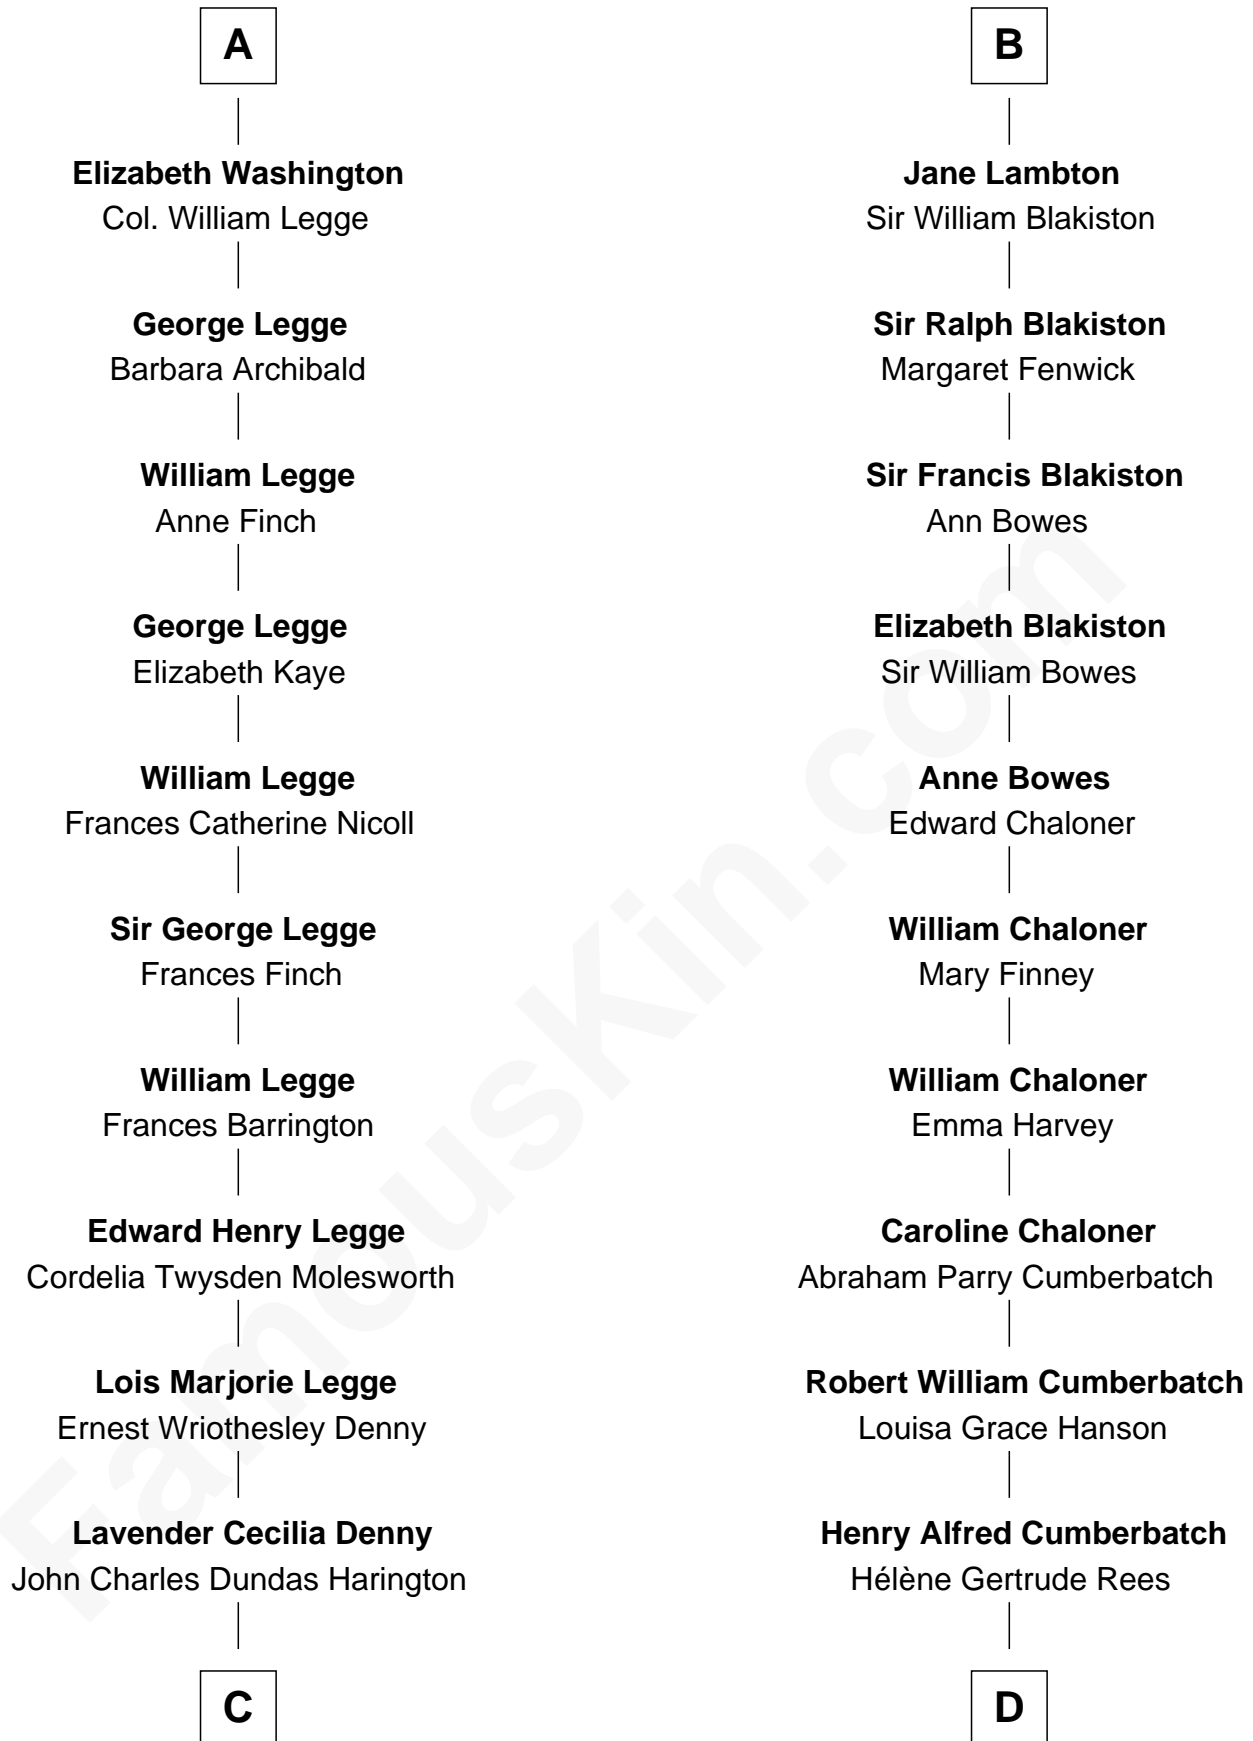 A
Elizabeth Washington
Col. William Legge
George Legge
Barbara Archibald
William Legge
Anne Finch
George Legge
Elizabeth Kaye
William Legge
Frances Catherine Nicoll
Sir George Legge
Frances Finch
William Legge
Frances Barrington
Edward Henry Legge
Cordelia Twysden Molesworth
Lois Marjorie Legge
Ernest Wriothesley Denny
Lavender Cecilia Denny
John Charles Dundas Harington
C
B
Jane Lambton
Sir William Blakiston
Sir Ralph Blakiston
Margaret Fenwick
Sir Francis Blakiston
Ann Bowes
Elizabeth Blakiston
Sir William Bowes
Anne Bowes
Edward Chaloner
William Chaloner
Mary Finney
William Chaloner
Emma Harvey
Caroline Chaloner
Abraham Parry Cumberbatch
Robert William Cumberbatch
Louisa Grace Hanson
Henry Alfred Cumberbatch
Hélène Gertrude Rees
D
FamousKin.com